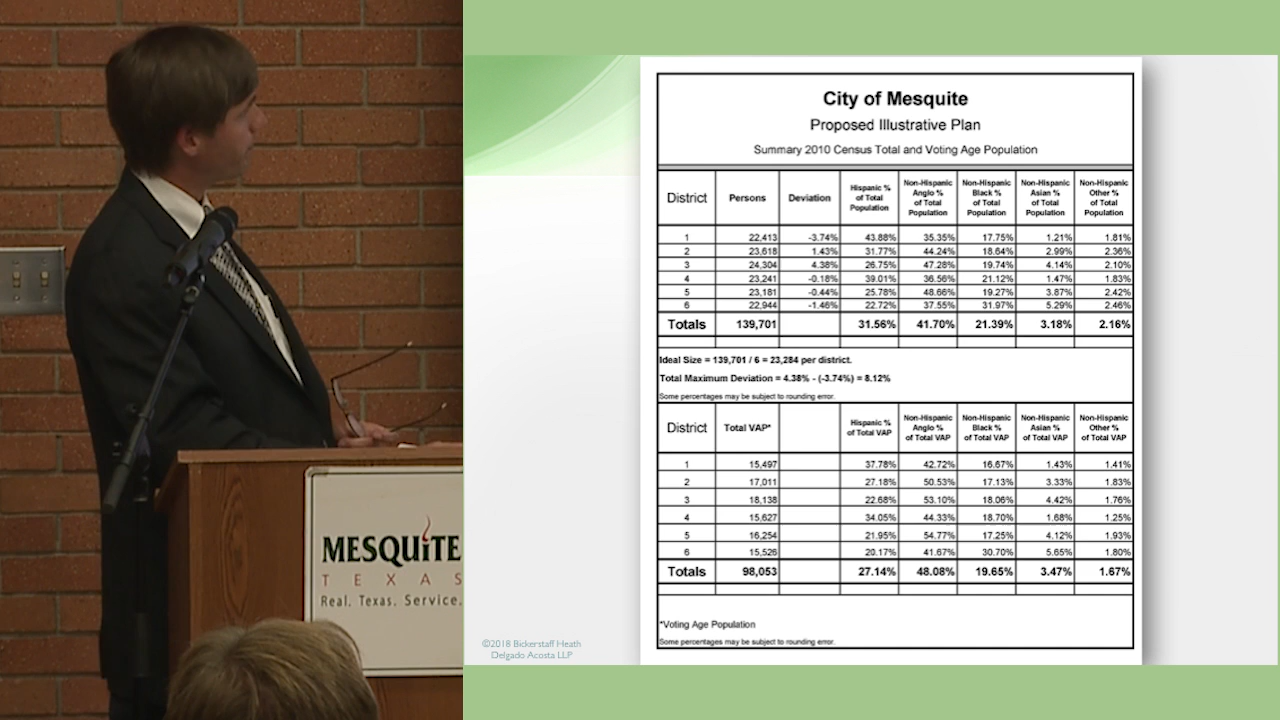 City of Mesquite
Proposed Illustrative Plan
Summary 2010 Census Total and Voting Age Population
District Persons Deviation Hispanic % of Total Population Non-Hispanic Anglo % of Total Population Non-Hispanic Black % of Total Population Non-Hispanic Asian % of Total Population Non-Hispanic Other % of Total Population
1 22,413 -3.74% 43.88% 35.35% 17.75% 1.21% 1.81%
2 23,618 1.43% 31.77% 44.24% 18.64% 2.99% 2.36%
3 24,304 4.38% 26.75% 47.28% 19.74% 4.14% 2.10%
4 23,241 -0.18% 39.01% 36.56% 21.12% 1.47% 1.83%
5 23,181 -0.44% 25.78% 48.66% 19.27% 3.87% 2.42%
6 22,944 -1.46% 22.72% 37.55% 31.97% 5.29% 2.46%
Totals 139,701 31.56% 41.70% 21.39% 3.18% 2.16%
Ideal Size = 139,701 / 6 = 23,284 per district.
Total Maximum Deviation = 4.38% - (-3.74%) = 8.12%
Some percentages may be subject to rounding error.
District Total VAP* Hispanic % of Total VAP Non-Hispanic Anglo % of Total VAP Non-Hispanic Black % of Total VAP Non-Hispanic Asian % of Total VAP Non-Hispanic Other % of Total VAP
1 15,497 37.78% 42.72% 16.67% 1.43% 1.41%
2 17,011 27.18% 50.53% 17.13% 3.33% 1.83%
3 18,138 22.68% 53.10% 18.06% 4.42% 1.76%
4 15,627 34.05% 44.33% 18.70% 1.68% 1.25%
5 16,254 21.95% 54.77% 17.25% 4.12% 1.93%
6 15,526 20.17% 41.67% 30.70% 5.65% 1.80%
Totals 98,053 27.14% 48.08% 19.65% 3.47% 1.67%
*Voting Age Population
Some percentages may be subject to rounding error.
©2018 Bickerstaff Heath
Delgado Acosta LLP
MESQUiTE
TEXAS
Real. Texas. Service.